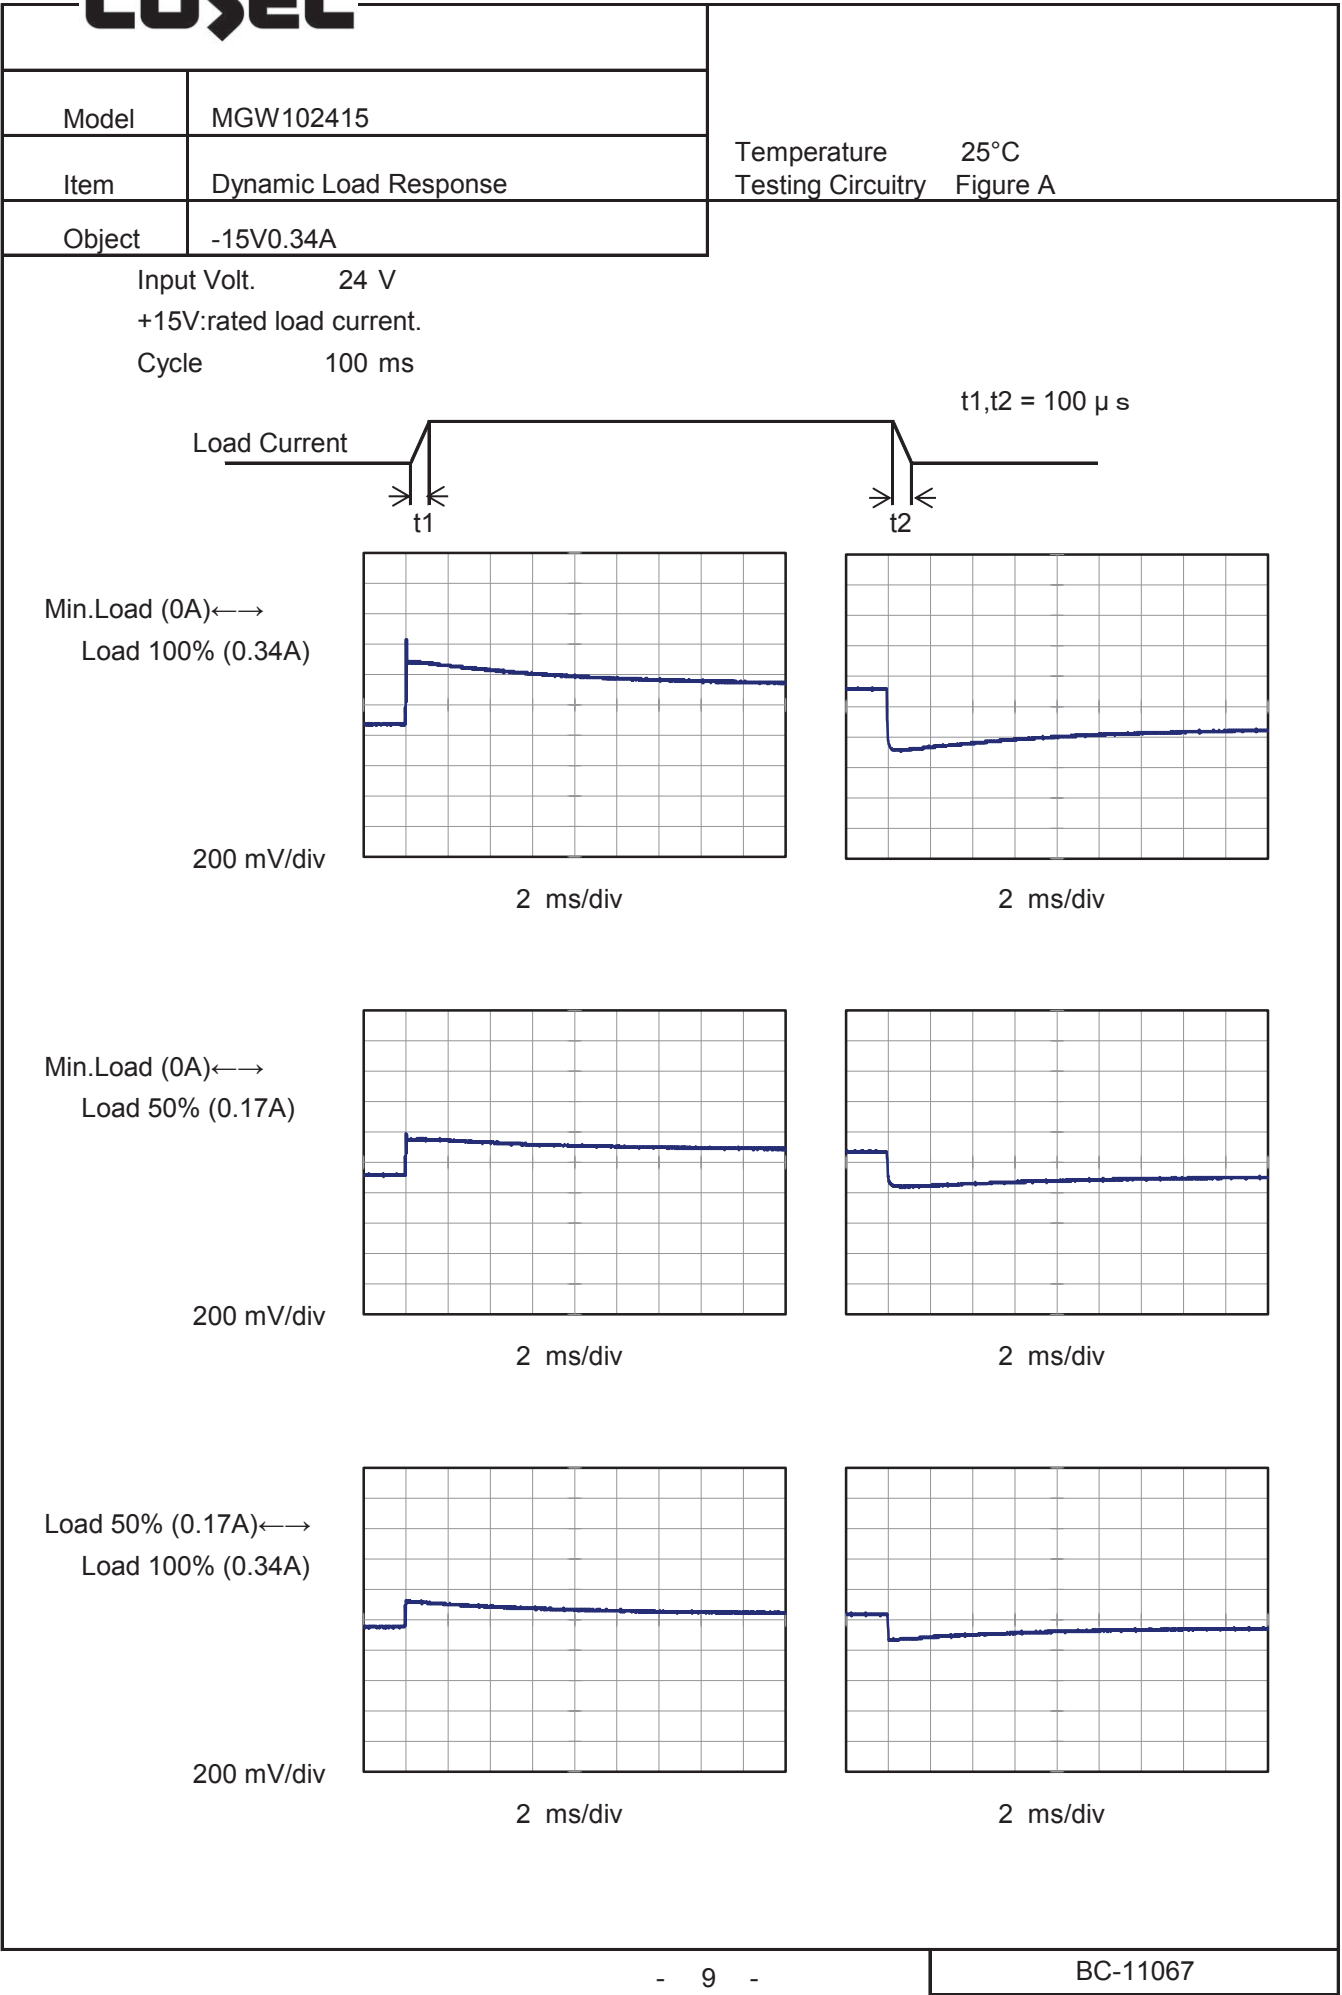 COSEL
Model MGW102415
Item Dynamic Load Response
Object -15V0.34A
Temperature 25°C
Testing Circuitry Figure A
Input Volt. 24 V
+15V:rated load current.
Cycle 100 ms
t1,t2 = 100 μ s
Load Current
t1
t2
Min.Load (0A)←→
Load 100% (0.34A)
200 mV/div
2 ms/div
2 ms/div
Min.Load (0A)←→
Load 50% (0.17A)
200 mV/div
2 ms/div
2 ms/div
Load 50% (0.17A)←→
Load 100% (0.34A)
200 mV/div
2 ms/div
2 ms/div
- 9 -
BC-11067